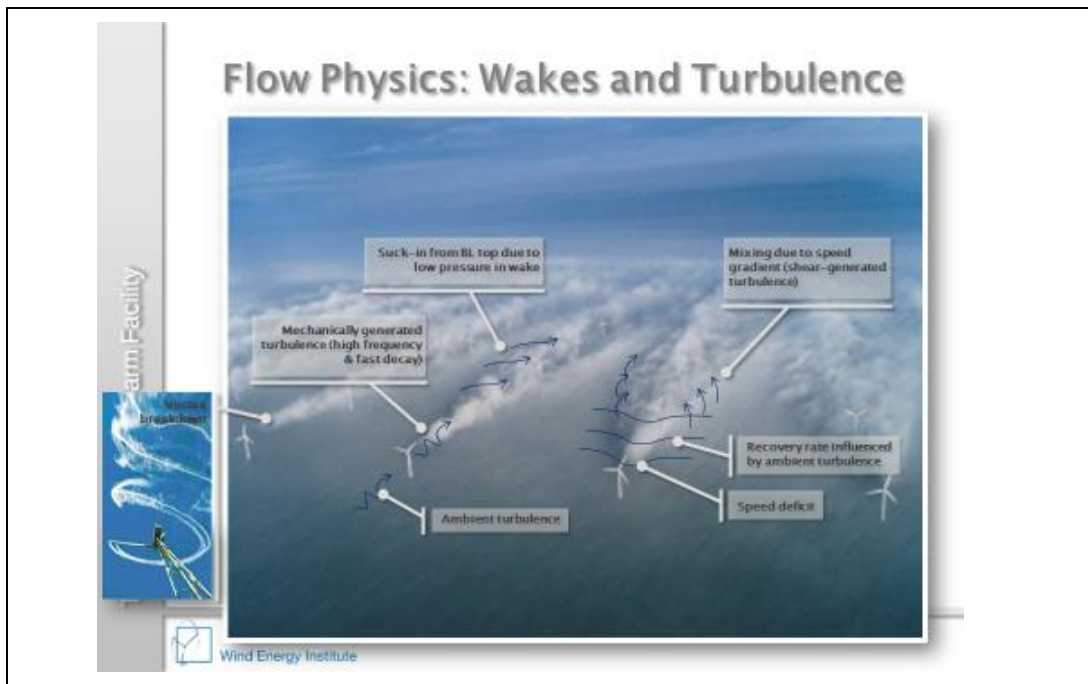 Flow Physics: Wakes and Turbulence
Suck-in from BL top due to
low pressure in wake
Mixing due to speed
gradient (shear-generated
turbulence)
Mechanically generated
turbulence (high frequency
& fast decay)
arm Facility
breakdown
Recovery rate influenced
by ambient turbulence
Speed deficit
Ambient turbulence
Wind Energy Institute